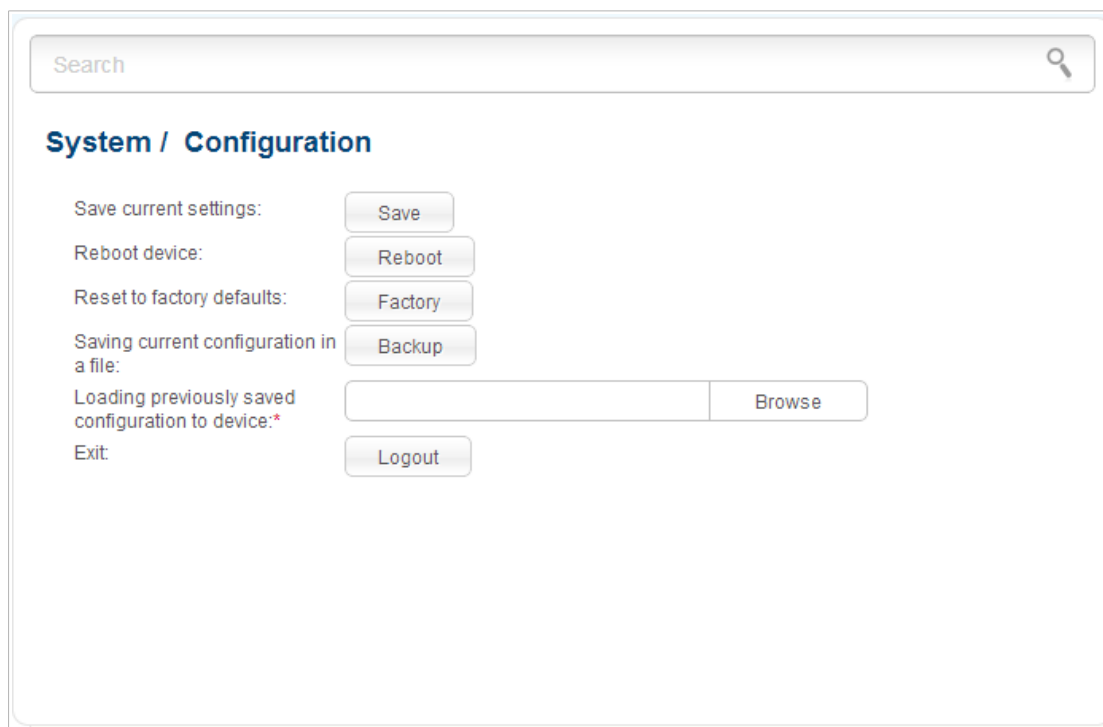 Search
System / Configuration
Save current settings:
Save
Reboot device:
Reboot
Reset to factory defaults:
Factory
Saving current configuration in
a file:
Backup
Loading previously saved
configuration to device:*
Browse
Exit:
Logout